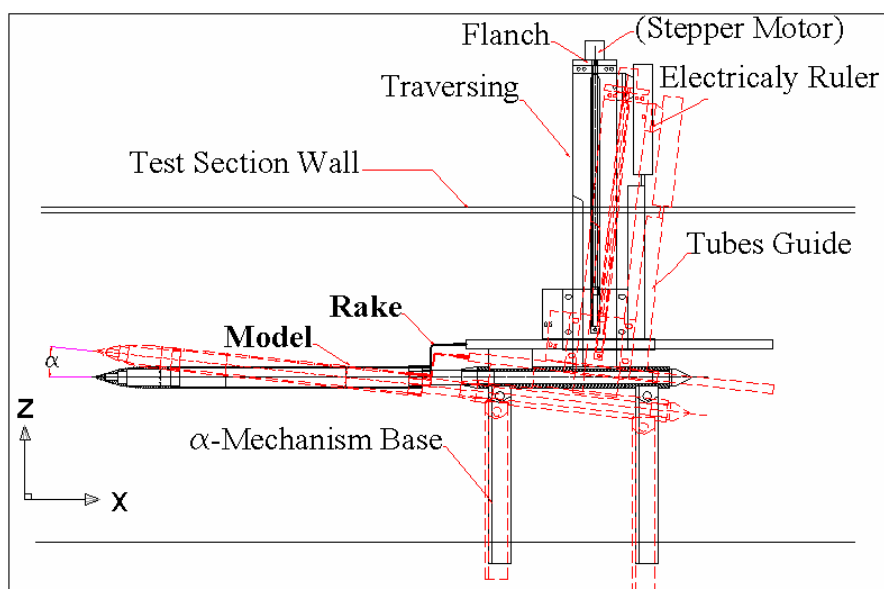 Flanch
(Stepper Motor)
Traversing
Electricaly Ruler
Test Section Wall
Tubes Guide
Rake
Model
α
Z
α-Mechanism Base
X